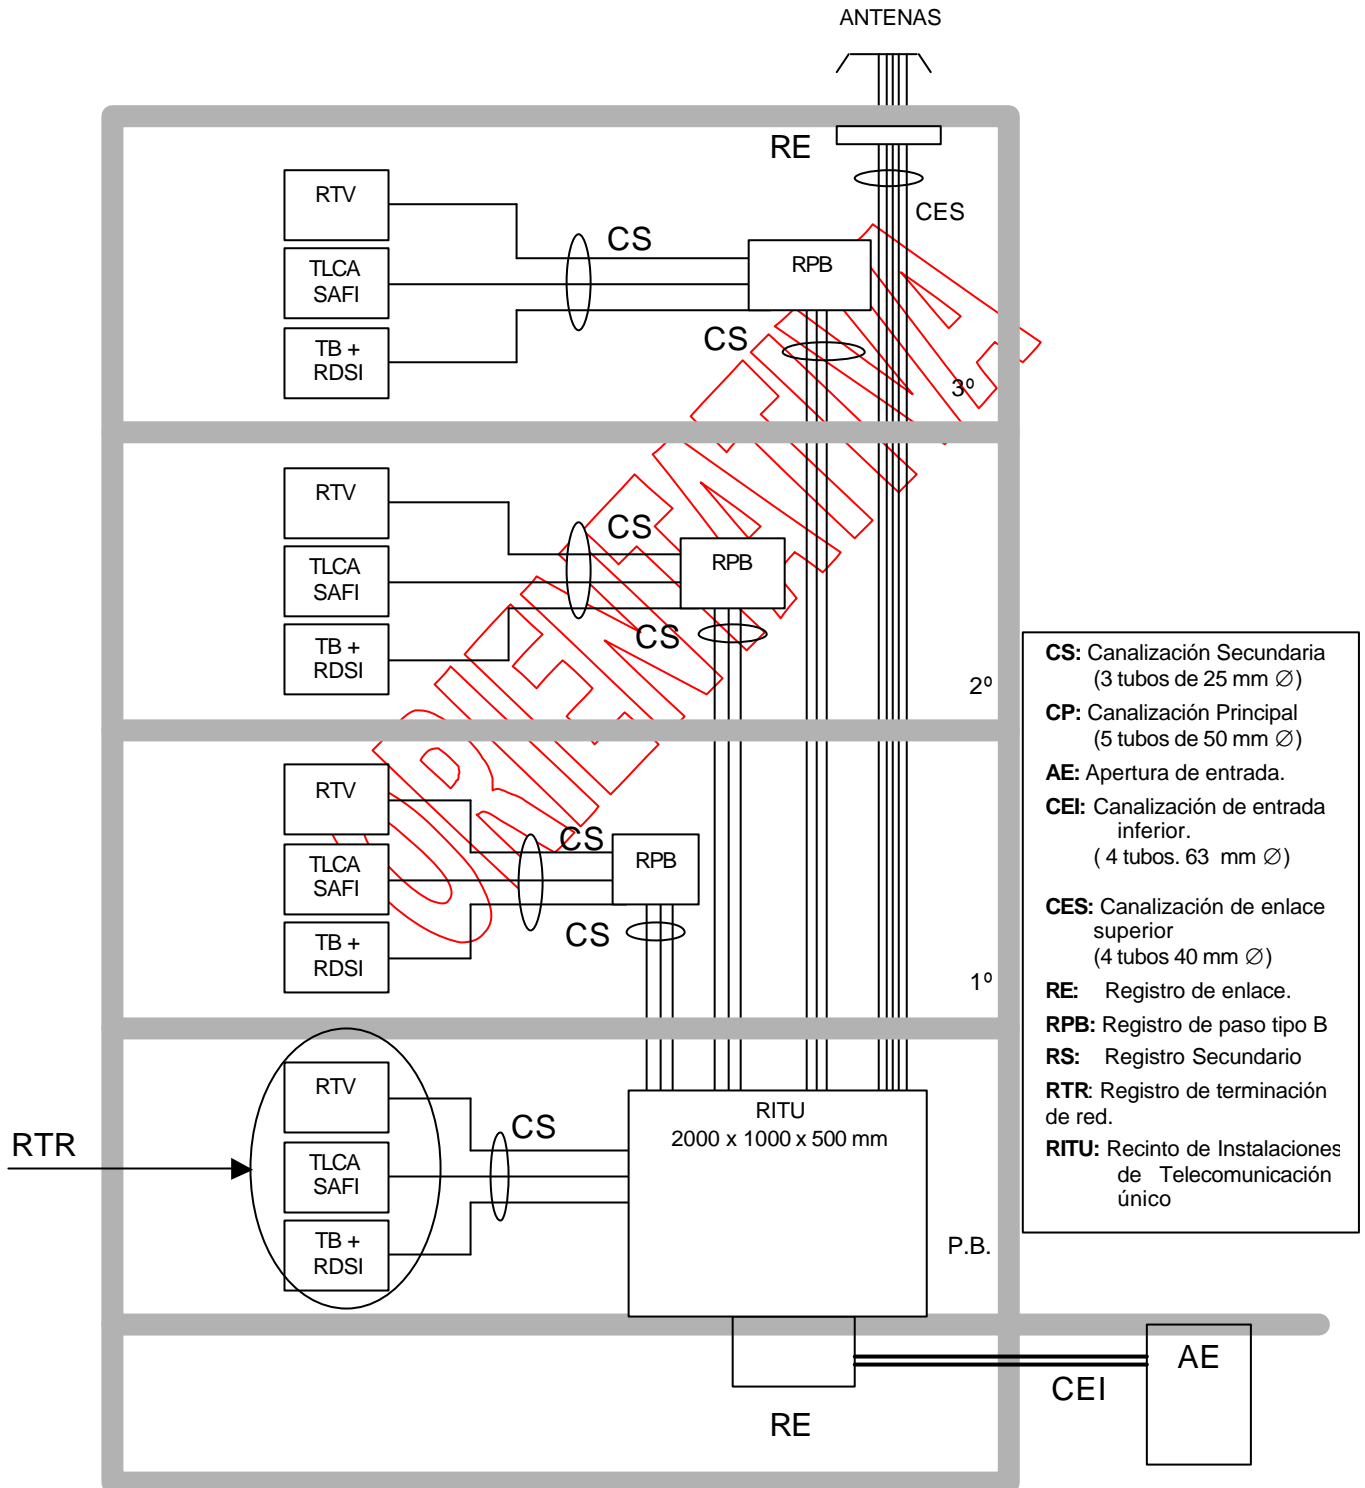 ANTENAS
RE
CES
RTV
TLCA
SAFI
TB +
RDSI
CS
RPB
CS
3º
RTV
TLCA
SAFI
TB +
RDSI
CS
RPB
CS
2º
RTV
TLCA
SAFI
TB +
RDSI
CS
RPB
CS
1º
RTR
RTV
TLCA
SAFI
TB +
RDSI
CS
RITU
2000 x 1000 x 500 mm
P.B.
RE
CEI
AE
CS: Canalización Secundaria
(3 tubos de 25 mm ∅)
CP: Canalización Principal
(5 tubos de 50 mm ∅)
AE: Apertura de entrada.
CEI: Canalización de entrada
inferior.
( 4 tubos. 63 mm ∅)
CES: Canalización de enlace
superior
(4 tubos 40 mm ∅)
RE: Registro de enlace.
RPB: Registro de paso tipo B
RS: Registro Secundario
RTR: Registro de terminación
de red.
RITU: Recinto de Instalaciones
de Telecomunicación
único